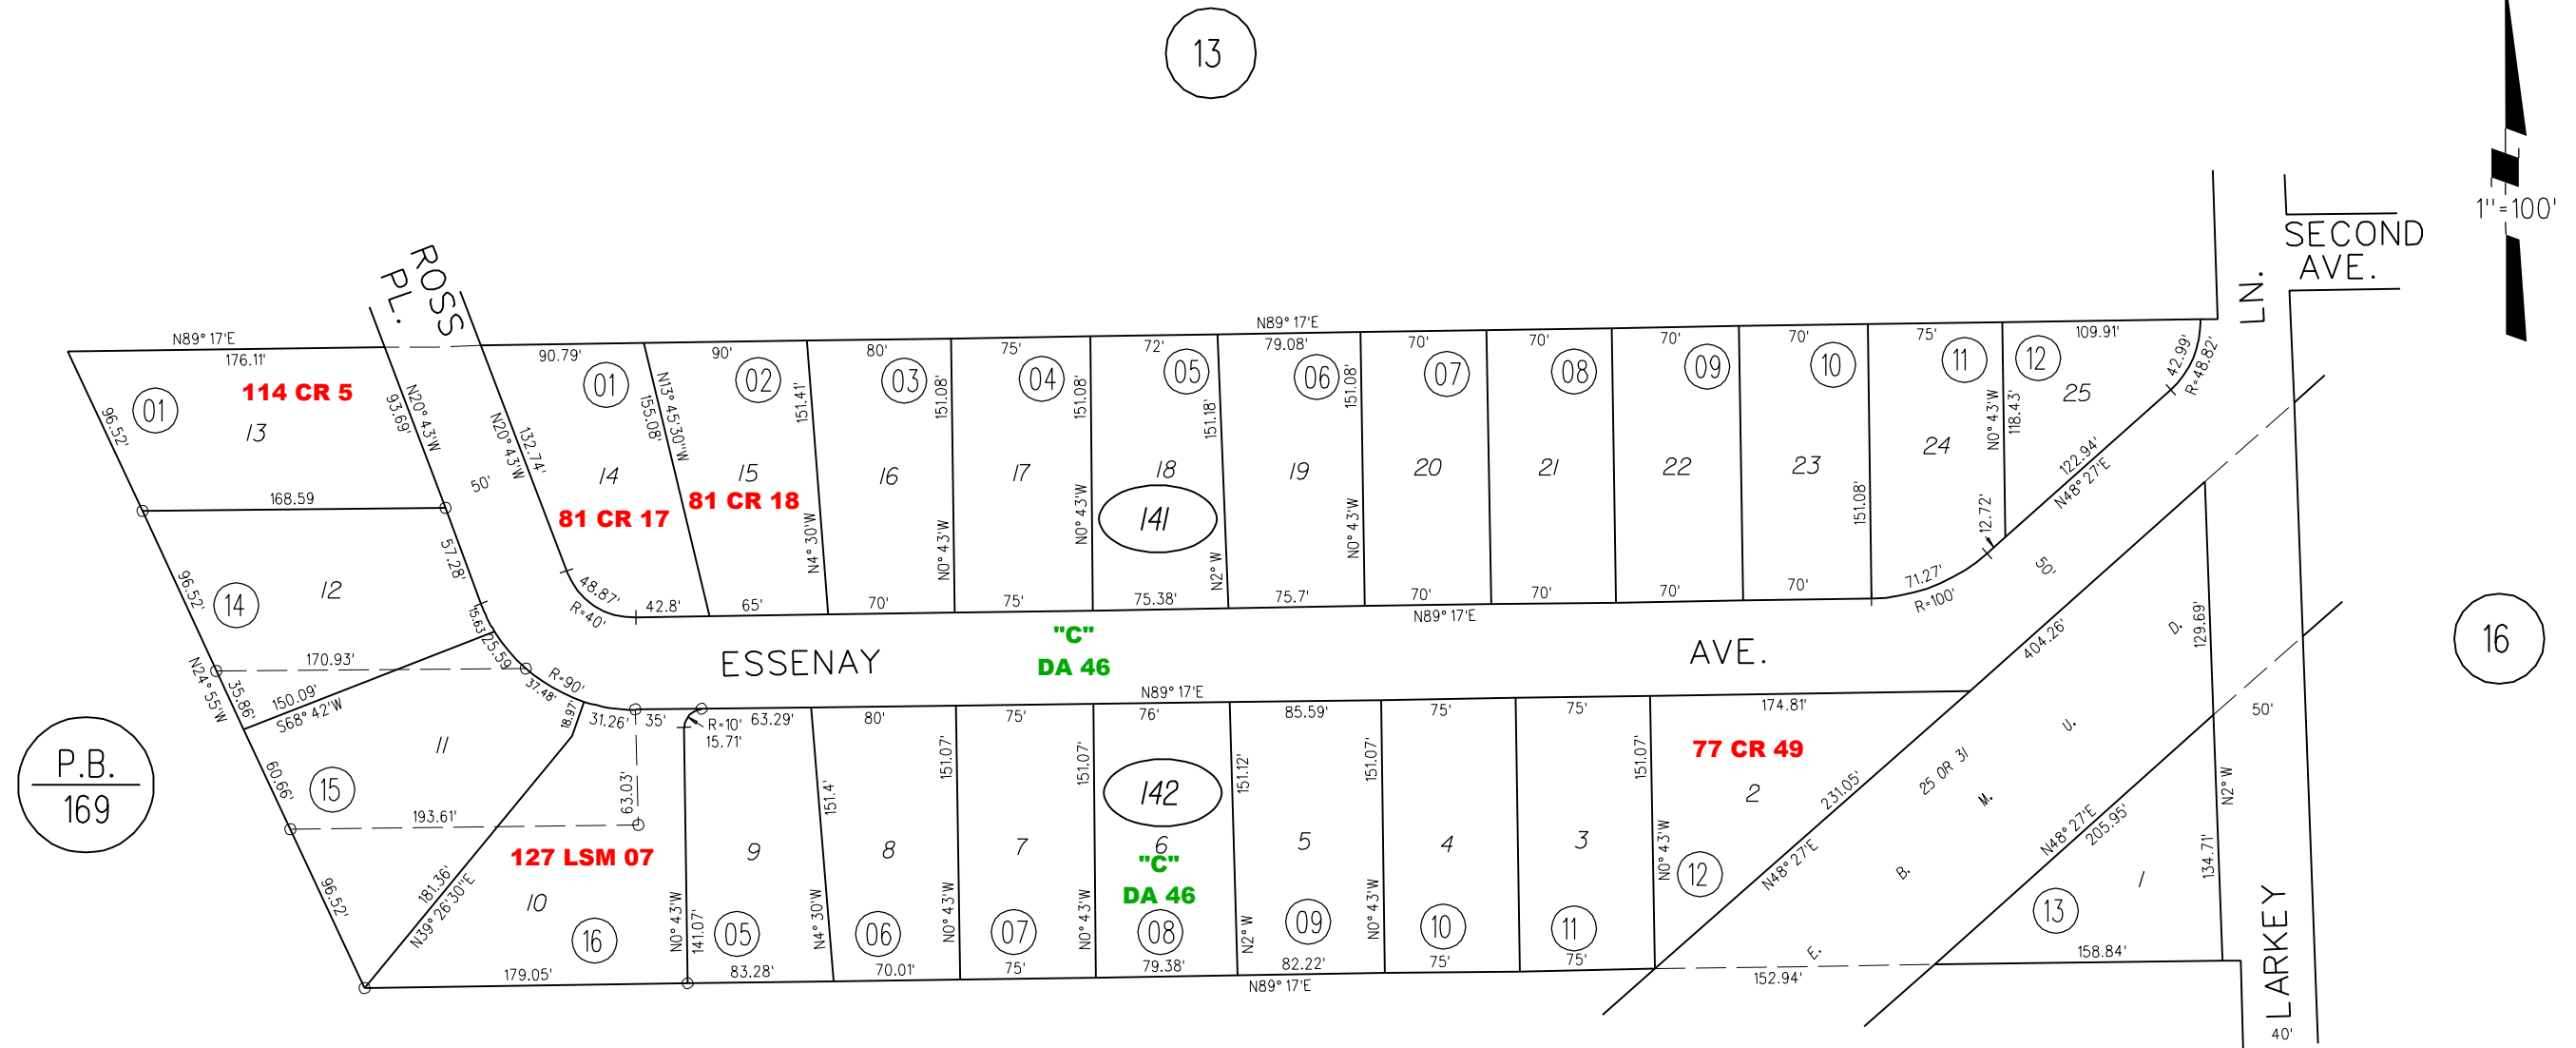 13
1"=100'
SECOND
AVE.
LN.
ROSS
PL.
N89° 17'E
176.11'
114 CR 5
01
13
96.52'
N20° 43'W
93.69'
50'
168.59
N20° 43'W
132.74'
90.79'
01
14
81 CR 17
N13° 45'30"W
155.08'
90'
02
15
81 CR 18
151.41'
N4° 30'W
80'
03
16
151.08'
N0° 43'W
75'
04
17
151.08'
N0° 43'W
72'
05
18
141
151.18'
N2° W
N89° 17'E
79.08'
06
19
151.08'
N0° 43'W
70'
07
20
70'
08
21
70'
09
22
70'
10
23
151.08'
75'
11
24
N0° 43'W
118.43'
12
109.91'
25
42.99'
R=48.82'
122.94'
N48° 27'E
12.72'
71.27'
R=100'
48.87'
R=40'
42.8'
65'
70'
75'
75.38'
75.7'
70'
70'
70'
70'
N89° 17'E
57.28'
15.63'
25.59
96.52'
14
12
170.93'
N24° 55'W
35.86'
150.09'
S68° 42'W
R=90'
37.48'
18.97'
31.26'
35'
R=10'
15.71'
ESSENAY
AVE.
"C"
DA 46
N89° 17'E
50'
404.26'
129.69'
16
P.B.
169
11
15
60.66'
193.61'
63.03'
96.52'
181.36'
N39° 26'30"E
127 LSM 07
10
16
179.05'
N0° 43'W
141.07'
63.29'
9
05
83.28'
151.4'
N4° 30'W
80'
8
06
70.01'
151.07'
N0° 43'W
75'
7
07
75'
151.07'
N0° 43'W
76'
142
6
"C"
DA 46
08
79.38'
151.12'
N2° W
85.59'
5
09
82.22'
N89° 17'E
151.07'
N0° 43'W
75'
4
10
75'
75'
3
11
75'
151.07'
N0° 43'W
174.81'
77 CR 49
2
12
231.05'
N48° 27'E
25 OR 31
E. B. M. U. D.
152.94'
N48° 27'E
205.95'
50'
N2° W
134.71'
1
13
158.84'
LARKEY
40'